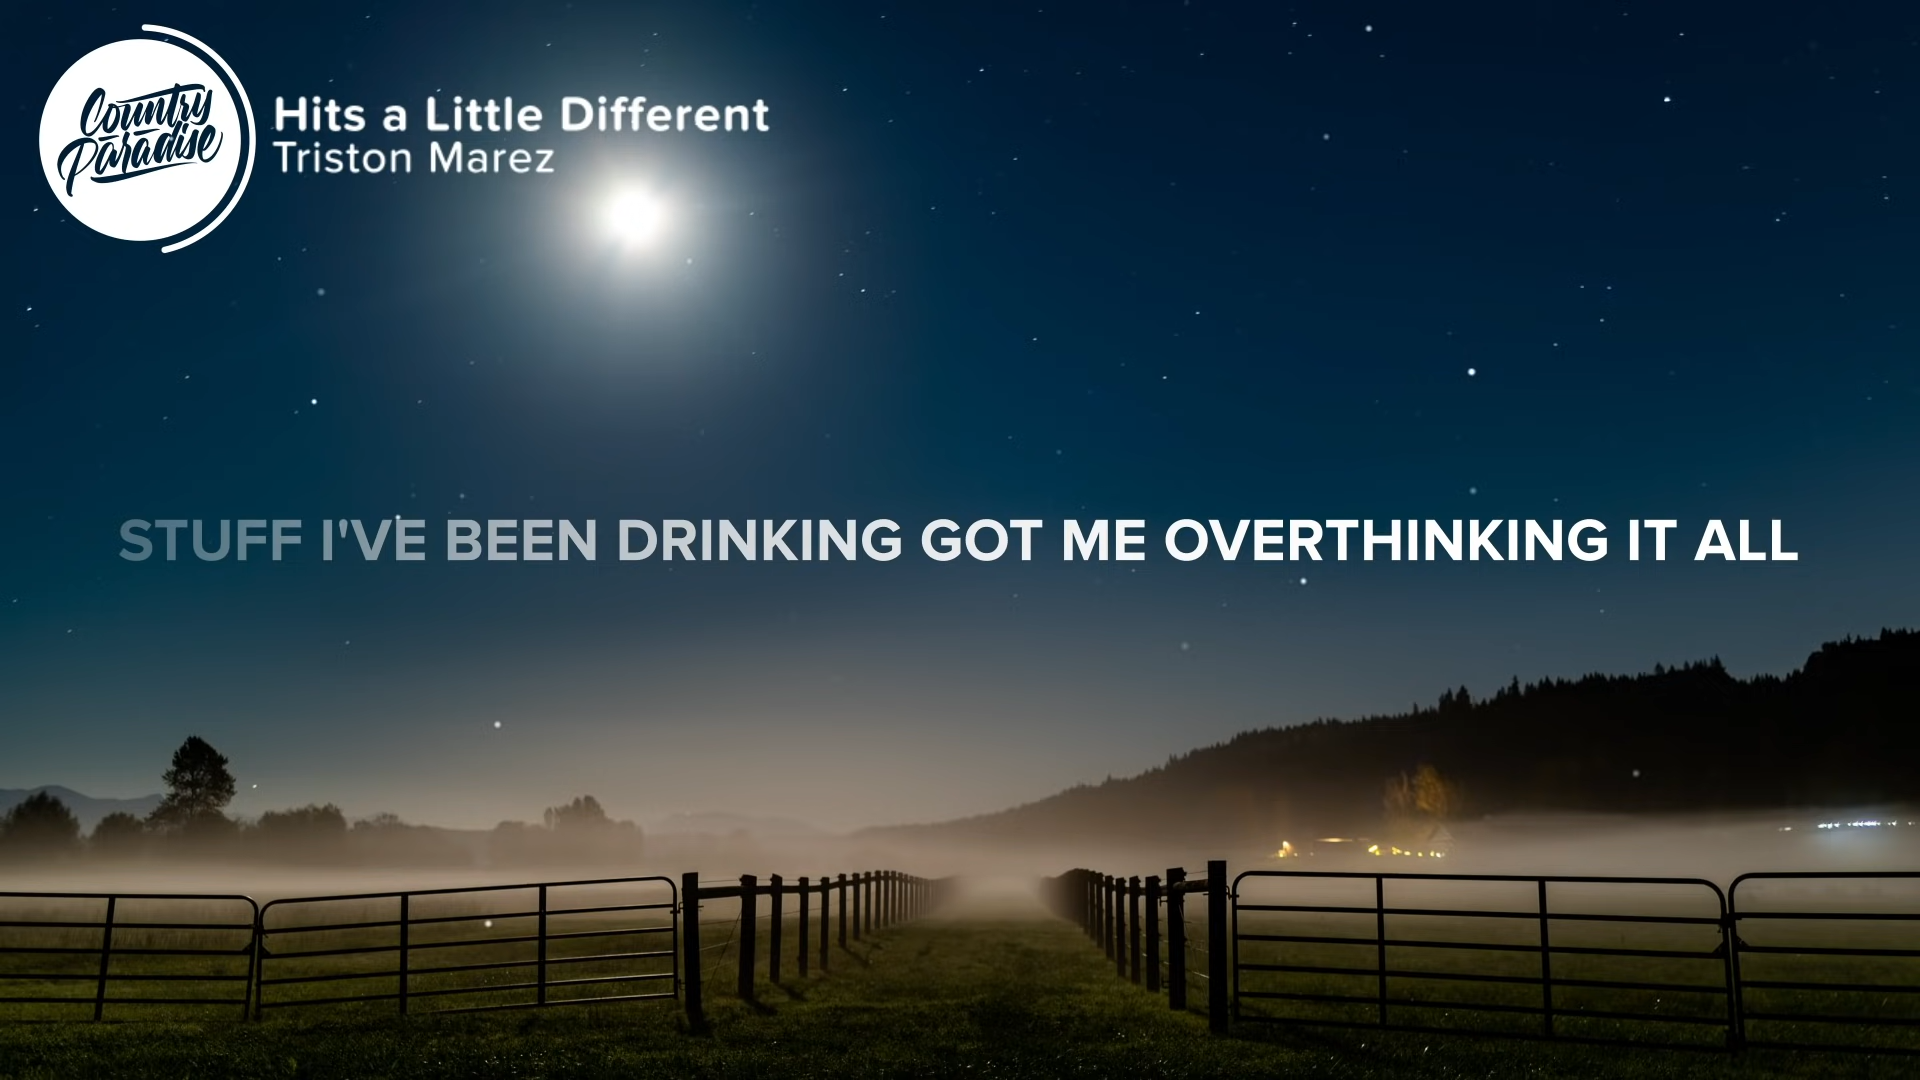 Country
Paradise
Hits a Little Different
Triston Marez
STUFF I'VE BEEN DRINKING GOT ME OVERTHINKING IT ALL